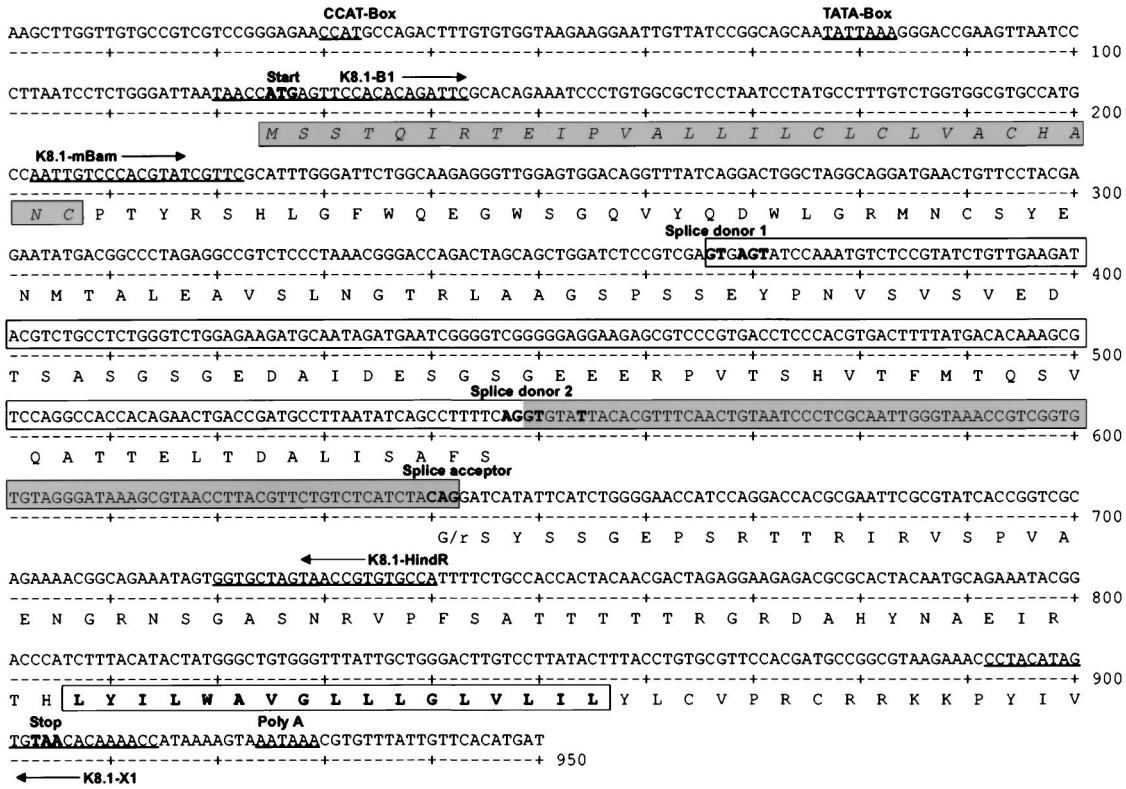 CCAT-Box TATA-Box
AAGCTTGGTTGTGCCGTCGTCCGGGAGAACCATGCCAGACTTTGTGTGGTAAGAAGGAATTGTTATCCGGCAGCAATATTAAAGGGACCGAAGTTAATCC
---------+---------+---------+---------+---------+---------+---------+---------+---------+---------+ 100
Start K8.1-B1
CTTAATCCTCTGGGATTAATAACCATGAGTTCCACACAGATTCGCACAGAAATCCCTGTGGCGCTCCTAATCCTATGCCTTTGTCTGGTGGCGTGCCATG
---------+---------+---------+---------+---------+---------+---------+---------+---------+---------+ 200
M S S T Q I R T E I P V A L L I L C L C L V A C H A
K8.1-mBam
CCAATTGTCCCACGTATCGTTCGCATTTGGGATTCTGGCAAGAGGGTTGGAGTGGACAGGTTTATCAGGACTGGCTAGGCAGGATGAACTGTTCCTACGA
---------+---------+---------+---------+---------+---------+---------+---------+---------+---------+ 300
N C P T Y R S H L G F W Q E G W S G Q V Y Q D W L G R M N C S Y E
Splice donor 1
GAATATGACGGCCCTAGAGGCCGTCTCCCTAAACGGGACCAGACTAGCAGCTGGATCTCCGTCGAGTGAGTATCCAAATGTCTCCGTATCTGTTGAAGAT
---------+---------+---------+---------+---------+---------+---------+---------+---------+---------+ 400
N M T A L E A V S L N G T R L A A G S P S S E Y P N V S V S V E D
ACGTCTGCCTCTGGGTCTGGAGAAGATGCAATAGATGAATCGGGGTCGGGGGAGGAAGAGCGTCCCGTGACCTCCCACGTGACTTTTATGACACAAAGCG
---------+---------+---------+---------+---------+---------+---------+---------+---------+---------+ 500
T S A S G S G E D A I D E S G S G E E E R P V T S H V T F M T Q S V
Splice donor 2
TCCAGGCCACCACAGAACTGACCGATGCCTTAATATCAGCCTTTTCAGGTGTATTACACGTTTCAACTGTAATCCCTCGCAATTGGGTAAACCGTCGGTG
---------+---------+---------+---------+---------+---------+---------+---------+---------+---------+ 600
Q A T T E L T D A L I S A F S
Splice acceptor
TGTAGGGATAAAGCGTAACCTTACGTTCTGTCTCATCTACAGGATCATATTCATCTGGGGAACCATCCAGGACCACGCGAATTCGCGTATCACCGGTCGC
---------+---------+---------+---------+---------+---------+---------+---------+---------+---------+ 700
G/r S Y S S G E P S R T T R I R V S P V A
K8.1-HindR
AGAAAACGGCAGAAATAGTGGTGCTAGTAACCGTGTGCCATTTTCTGCCACCACTACAACGACTAGAGGAAGAGACGCGCACTACAATGCAGAAATACGG
---------+---------+---------+---------+---------+---------+---------+---------+---------+---------+ 800
E N G R N S G A S N R V P F S A T T T T T R G R D A H Y N A E I R
ACCCATCTTTACATACTATGGGCTGTGGGTTTATTGCTGGGACTTGTCCTTATACTTTACCTGTGCGTTCCACGATGCCGGCGTAAGAAACCCTACATAG
---------+---------+---------+---------+---------+---------+---------+---------+---------+---------+ 900
T H L Y I L W A V G L L L G L V L I L Y L C V P R C R R K K P Y I V
Stop Poly A
TGTAACACAAAACCATAAAAGTAAATAAACGTGTTTATTGTTCACATGAT
---------+---------+---------+---------+---------+ 950
K8.1-X1